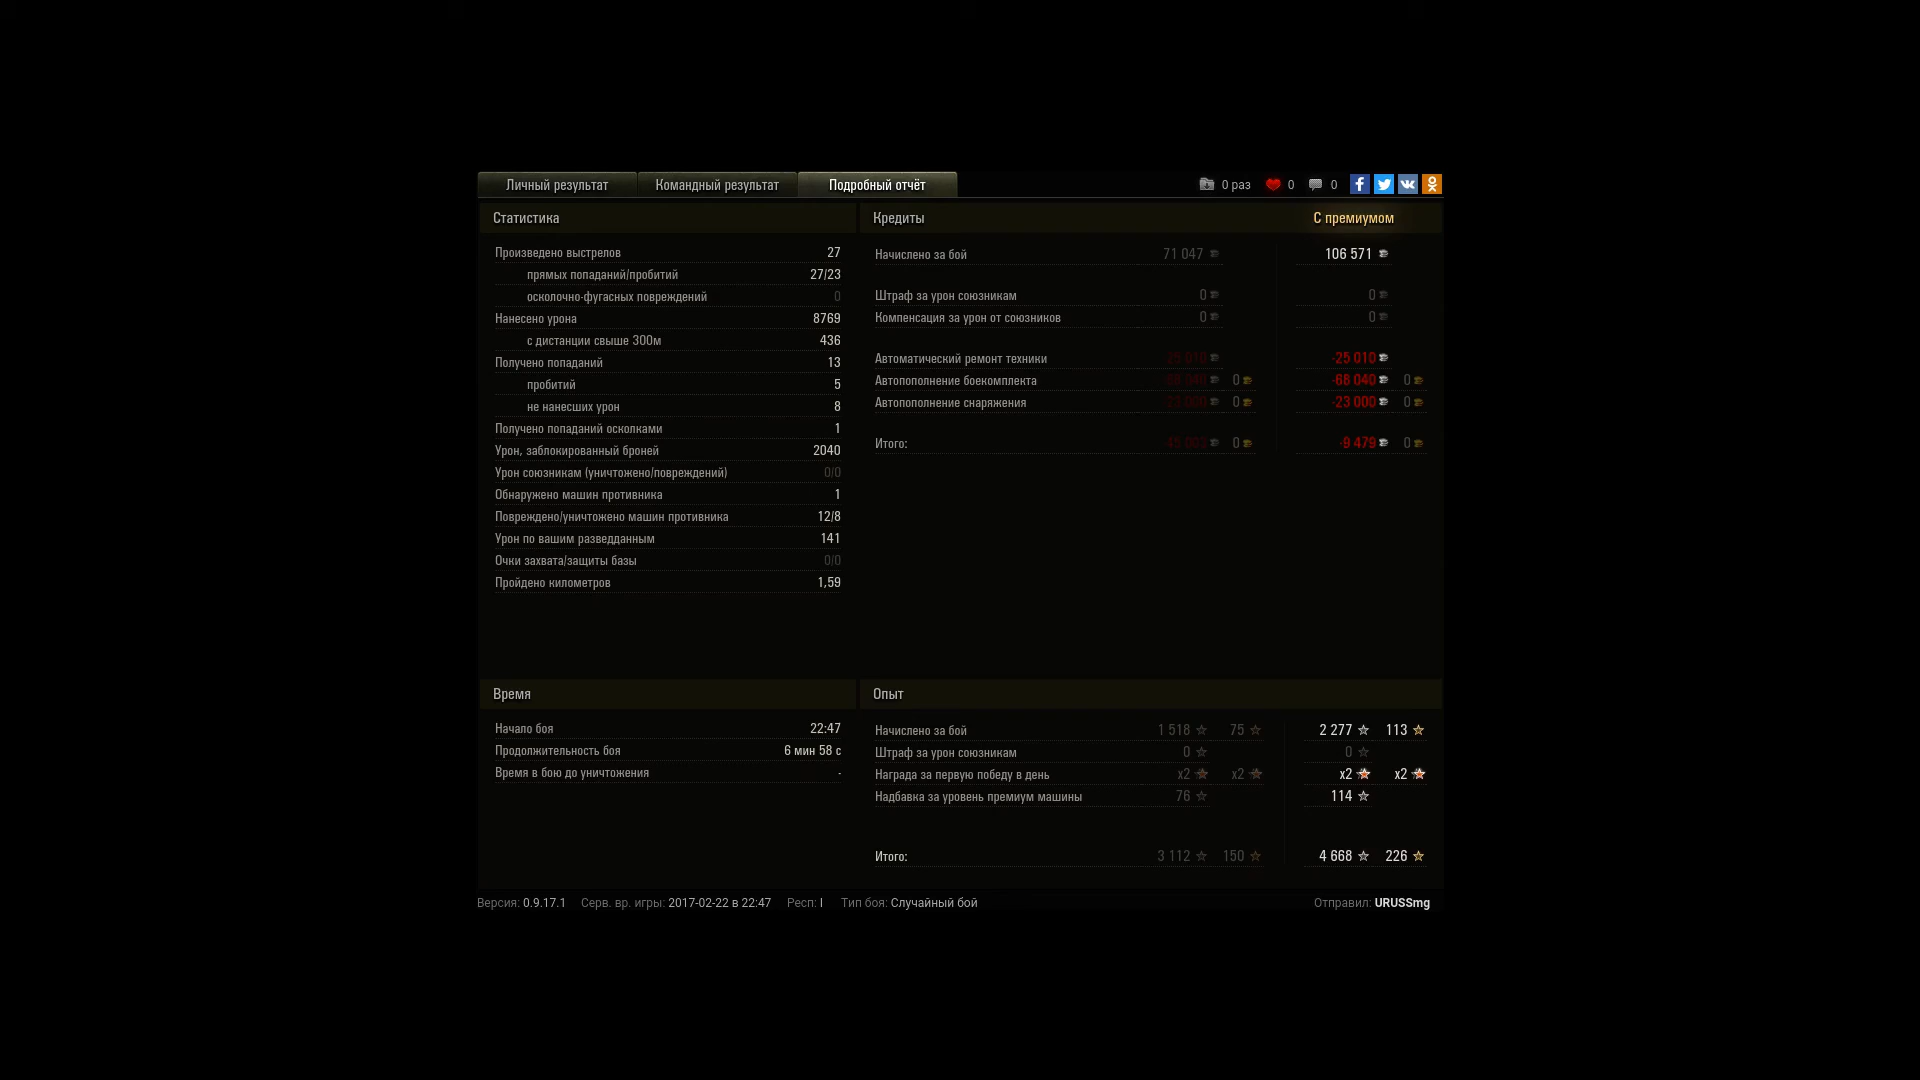 Личный результат Командный результат Подробный отчёт 0 раз 0 0
Статистика
Произведено выстрелов 27
прямых попаданий/пробитий 27/23
осколочно-фугасных повреждений 0
Нанесено урона 8769
с дистанции свыше 300м 436
Получено попаданий 13
пробитий 5
не нанесших урон 8
Получено попаданий осколками 1
Урон, заблокированный броней 2040
Урон союзникам (уничтожено/повреждений) 0/0
Обнаружено машин противника 1
Повреждено/уничтожено машин противника 12/8
Урон по вашим разведданным 141
Очки захвата/защиты базы 0/0
Пройдено километров 1,59
Кредиты С премиумом
Начислено за бой 71 047 106 571
Штраф за урон союзникам 0 0
Компенсация за урон от союзников 0 0
Автоматический ремонт техники -25 010 -25 010
Автопополнение боекомплекта -68 040 0 -68 040 0
Автопополнение снаряжения -23 000 0 -23 000 0
Итого: -45 003 0 -9 479 0
Время
Начало боя 22:47
Продолжительность боя 6 мин 58 с
Время в бою до уничтожения -
Опыт
Начислено за бой 1 518 75 2 277 113
Штраф за урон союзникам 0 0
Награда за первую победу в день x2 x2 x2 x2
Надбавка за уровень премиум машины 76 114
Итого: 3 112 150 4 668 226
Версия: 0.9.17.1 Серв. вр. игры: 2017-02-22 в 22:47 Респ: I Тип боя: Случайный бой Отправил: URUSSmg